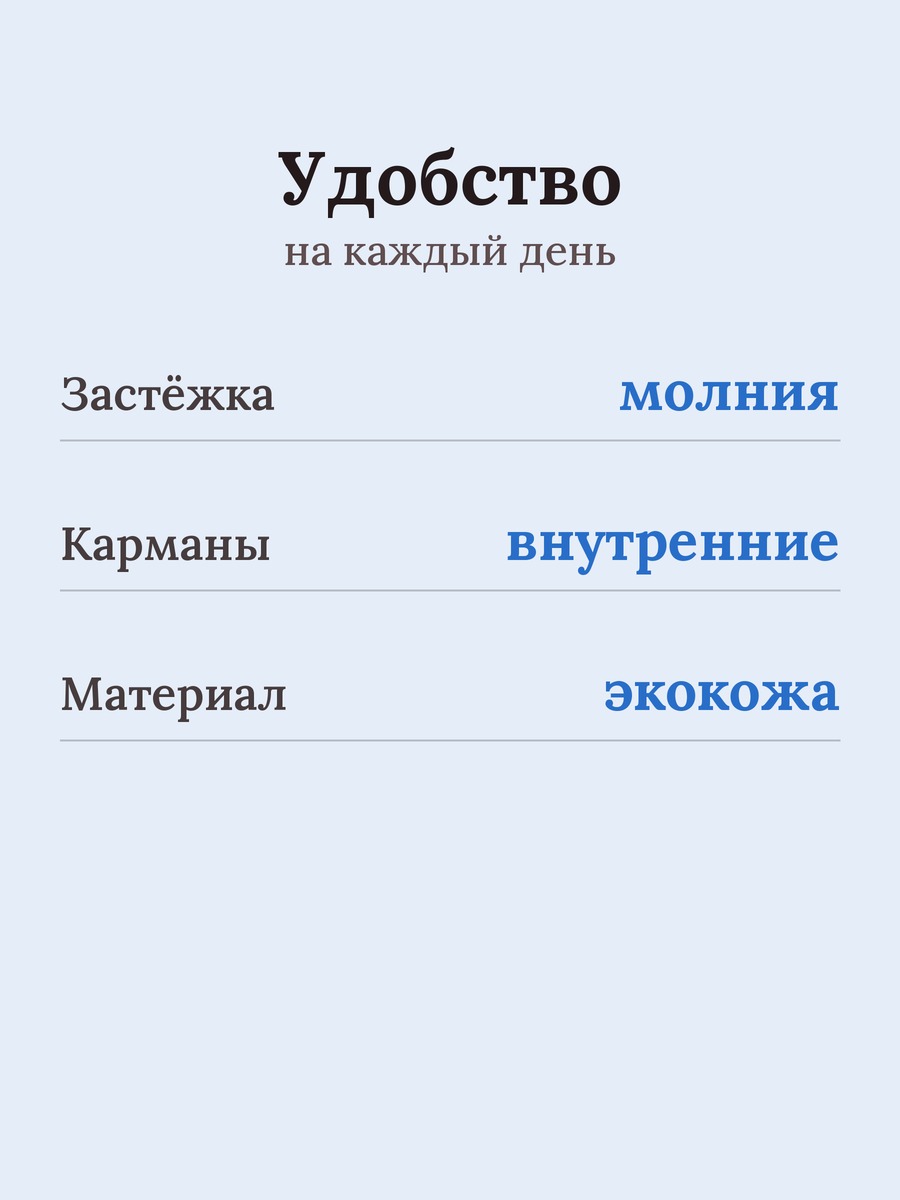 Удобство
на каждый день
Застёжка молния
Карманы внутренние
Материал экокожа